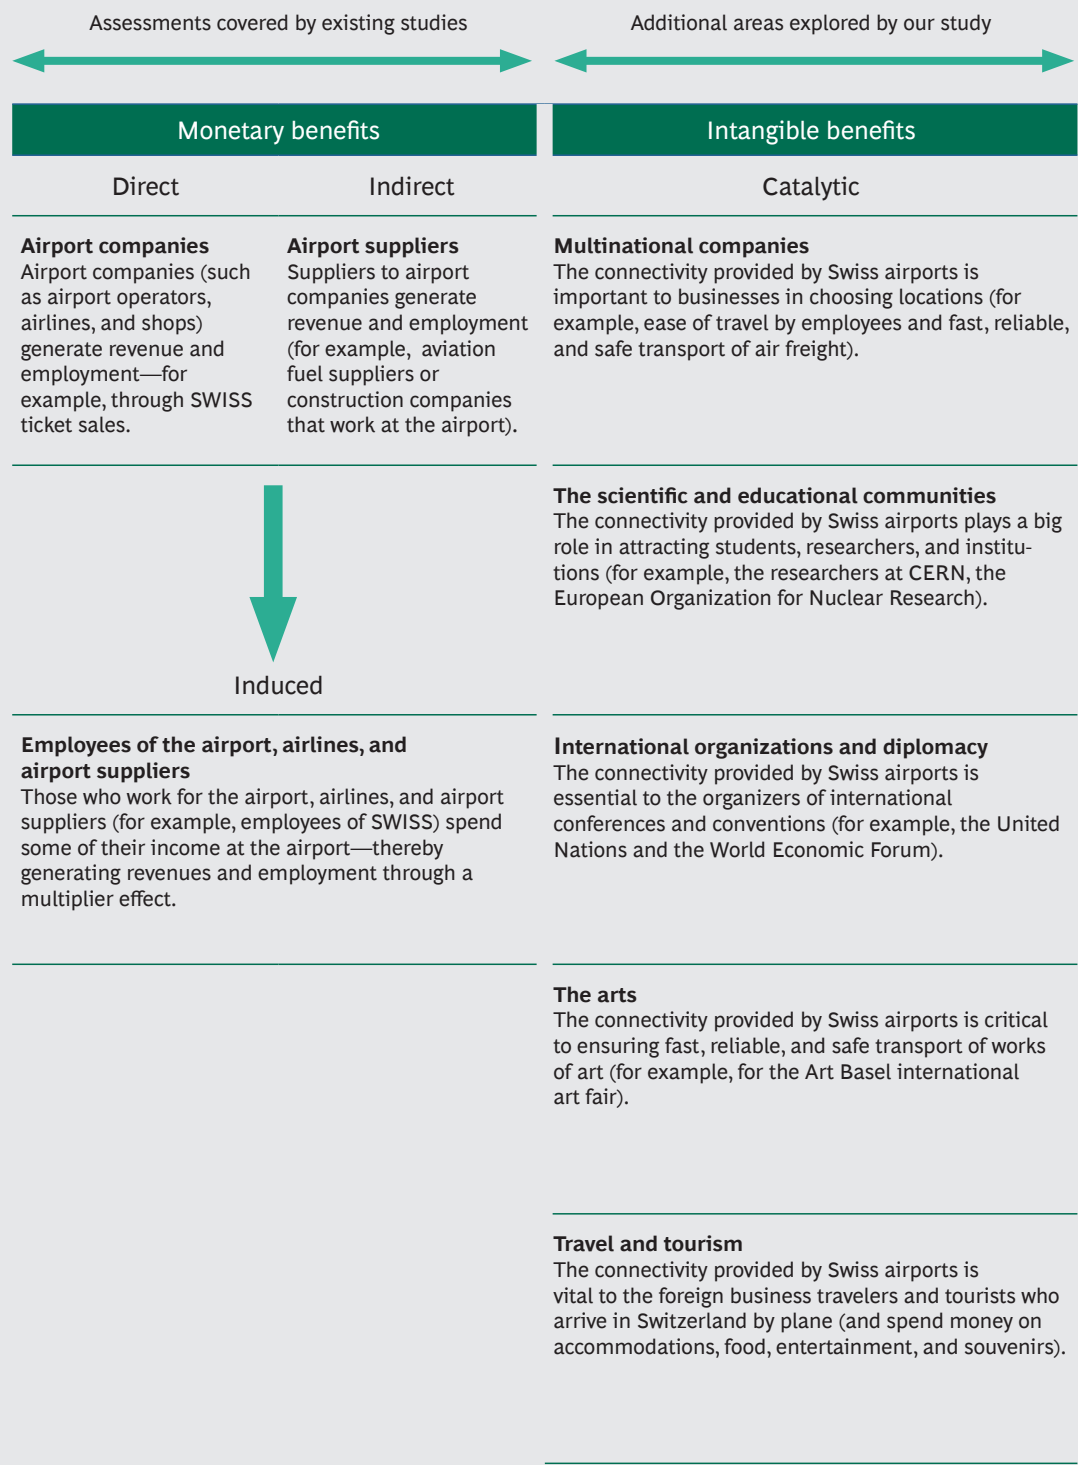 Assessments covered by existing studies
Additional areas explored by our study
Monetary benefits
Intangible benefits
Direct
Indirect
Catalytic
Airport companies
Airport companies (such
as airport operators,
airlines, and shops)
generate revenue and
employment—for
example, through SWISS
ticket sales.
Airport suppliers
Suppliers to airport
companies generate
revenue and employment
(for example, aviation
fuel suppliers or
construction companies
that work at the airport).
Induced
Employees of the airport, airlines, and
airport suppliers
Those who work for the airport, airlines, and airport
suppliers (for example, employees of SWISS) spend
some of their income at the airport—thereby
generating revenues and employment through a
multiplier effect.
Multinational companies
The connectivity provided by Swiss airports is
important to businesses in choosing locations (for
example, ease of travel by employees and fast, reliable,
and safe transport of air freight).
The scientific and educational communities
The connectivity provided by Swiss airports plays a big
role in attracting students, researchers, and institu-
tions (for example, the researchers at CERN, the
European Organization for Nuclear Research).
International organizations and diplomacy
The connectivity provided by Swiss airports is
essential to the organizers of international
conferences and conventions (for example, the United
Nations and the World Economic Forum).
The arts
The connectivity provided by Swiss airports is critical
to ensuring fast, reliable, and safe transport of works
of art (for example, for the Art Basel international
art fair).
Travel and tourism
The connectivity provided by Swiss airports is
vital to the foreign business travelers and tourists who
arrive in Switzerland by plane (and spend money on
accommodations, food, entertainment, and souvenirs).